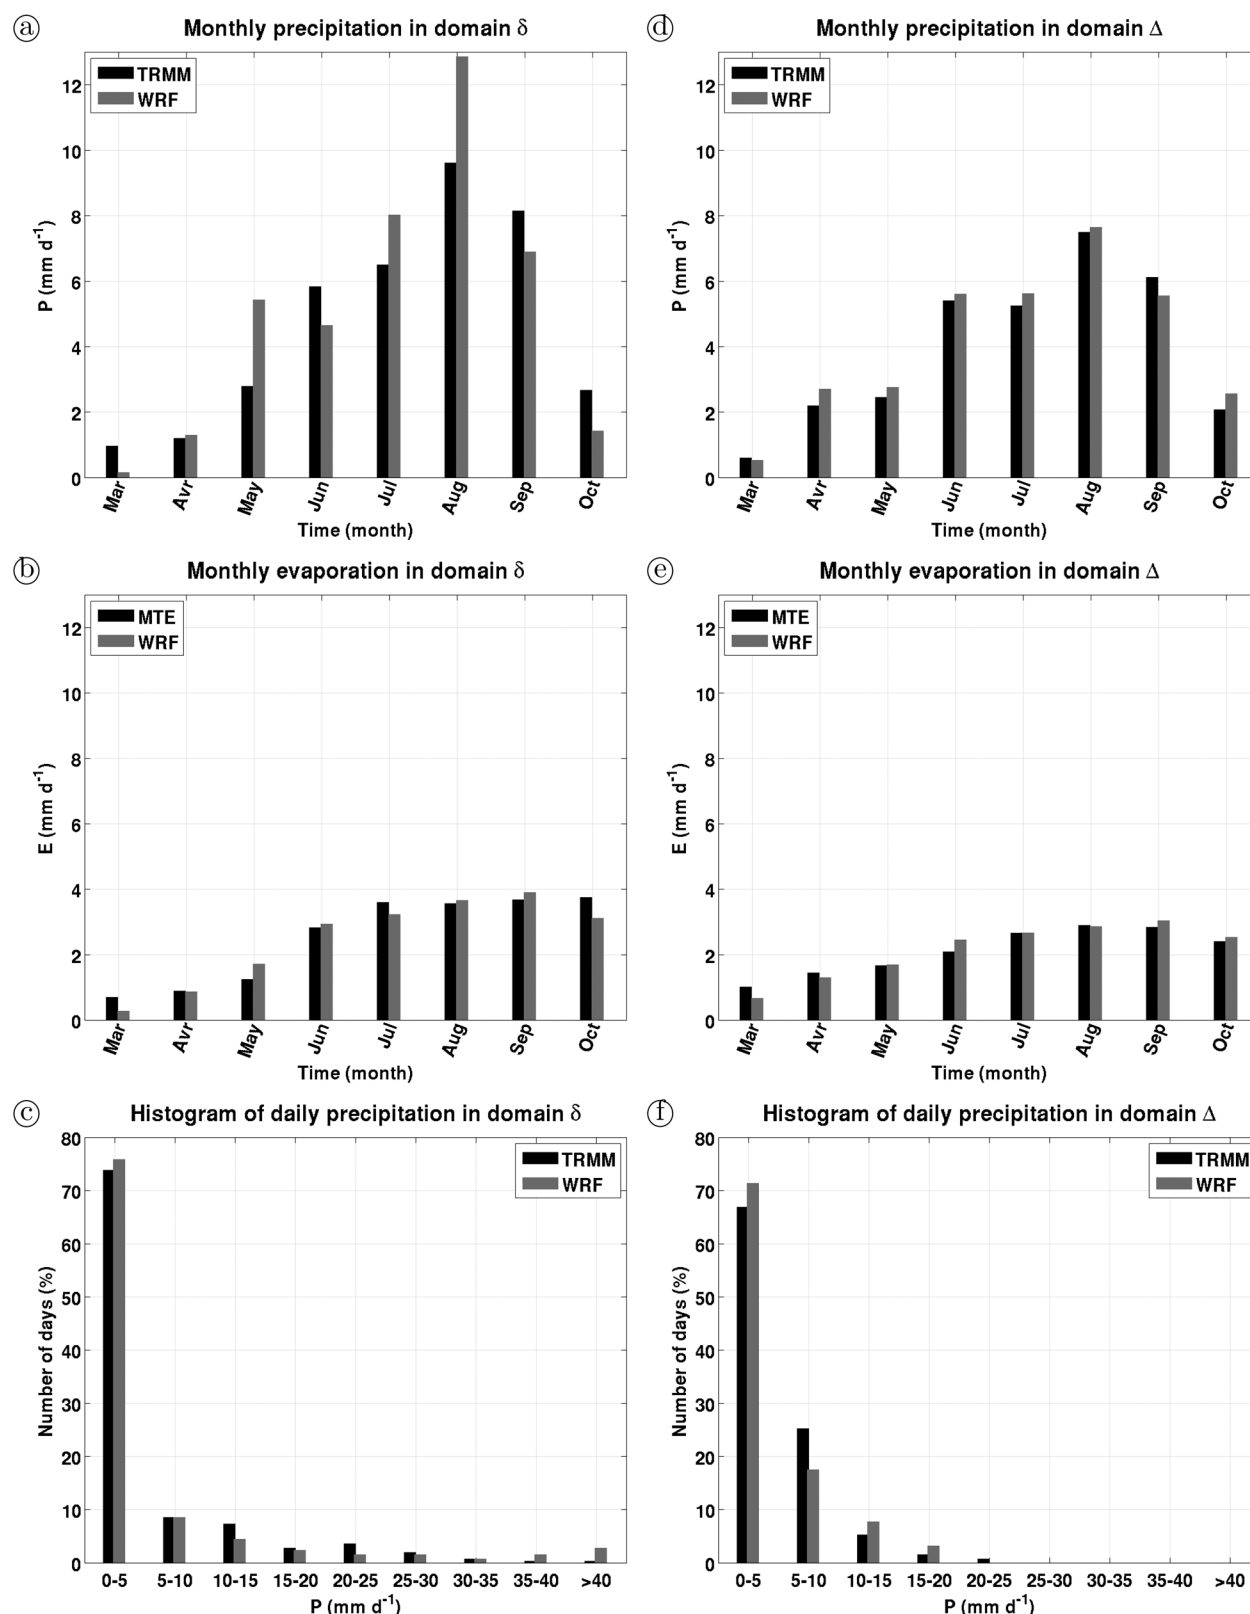 ⓐ Monthly precipitation in domain δ
TRMM
WRF
12
10
8
6
4
2
0
P (mm d⁻¹)
Mar Avr May Jun Jul Aug Sep Oct
Time (month)
ⓓ Monthly precipitation in domain Δ
TRMM
WRF
12
10
8
6
4
2
0
P (mm d⁻¹)
Mar Avr May Jun Jul Aug Sep Oct
Time (month)
ⓑ Monthly evaporation in domain δ
MTE
WRF
12
10
8
6
4
2
0
E (mm d⁻¹)
Mar Avr May Jun Jul Aug Sep Oct
Time (month)
ⓔ Monthly evaporation in domain Δ
MTE
WRF
12
10
8
6
4
2
0
E (mm d⁻¹)
Mar Avr May Jun Jul Aug Sep Oct
Time (month)
ⓒ Histogram of daily precipitation in domain δ
TRMM
WRF
80
70
60
50
40
30
20
10
0
Number of days (%)
0-5 5-10 10-15 15-20 20-25 25-30 30-35 35-40 >40
P (mm d⁻¹)
ⓕ Histogram of daily precipitation in domain Δ
TRMM
WRF
80
70
60
50
40
30
20
10
0
Number of days (%)
0-5 5-10 10-15 15-20 20-25 25-30 30-35 35-40 >40
P (mm d⁻¹)